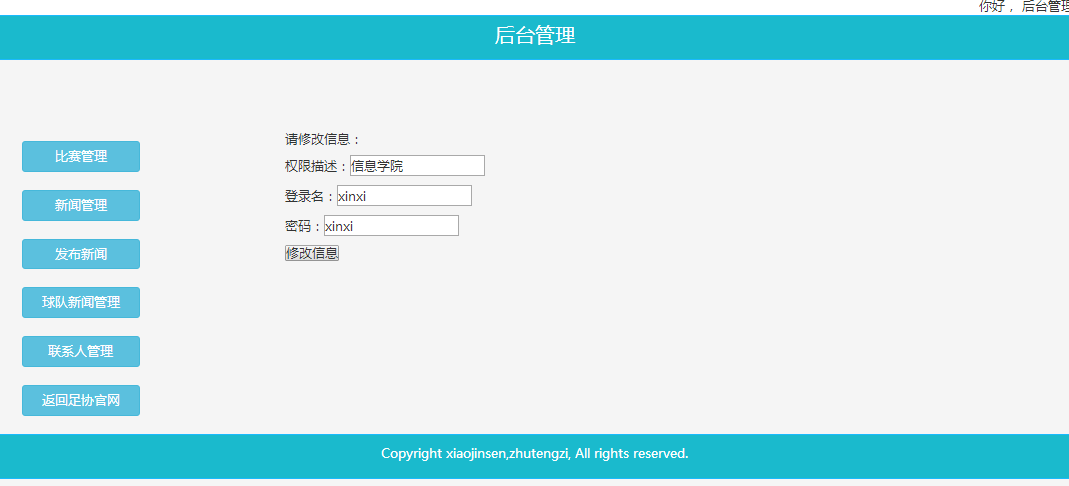 你好， 后台管理
后台管理
请修改信息：
权限描述：信息学院
登录名：xinxi
密码：xinxi
修改信息
比赛管理
新闻管理
发布新闻
球队新闻管理
联系人管理
返回足协官网
Copyright xiaojinsen,zhutengzi, All rights reserved.